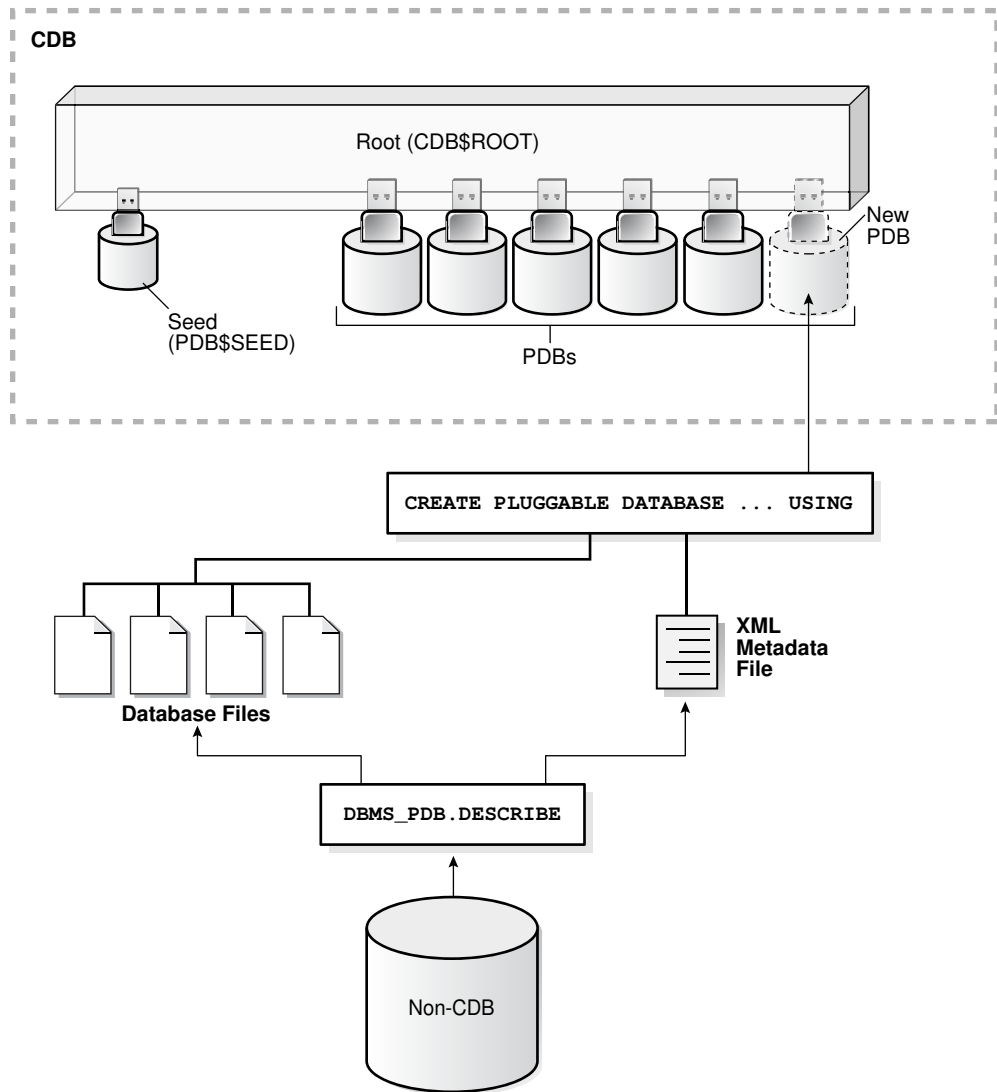 CDB
Root (CDB$ROOT)
New
PDB
Seed
(PDB$SEED)
PDBs
CREATE PLUGGABLE DATABASE ... USING
XML
Metadata
File
Database Files
DBMS_PDB.DESCRIBE
Non-CDB